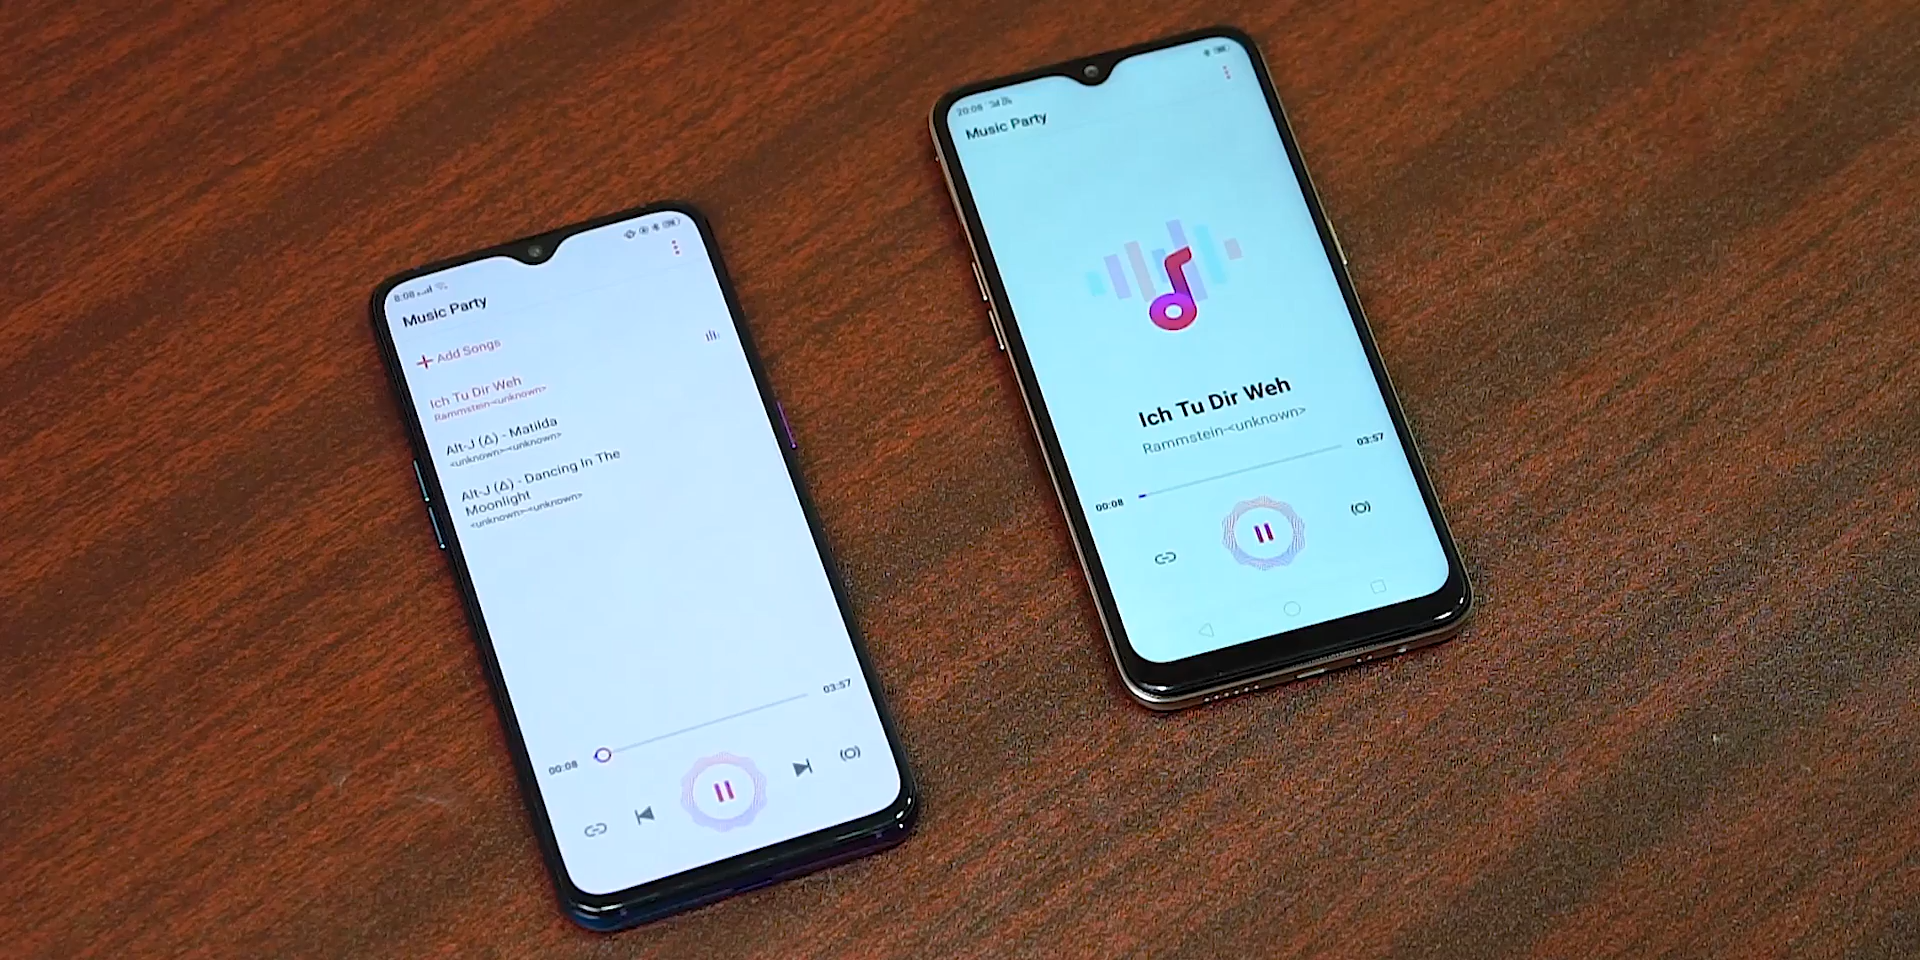 8:08
Music Party
+ Add Songs
Ich Tu Dir Weh
Rammstein-<unknown>
Alt-J (Δ) - Matilda
<unknown>-<unknown>
Alt-J (Δ) - Dancing In The
Moonlight
<unknown>-<unknown>
00:08
03:57
20:08
Music Party
Ich Tu Dir Weh
Rammstein-<unknown>
00:08
03:57